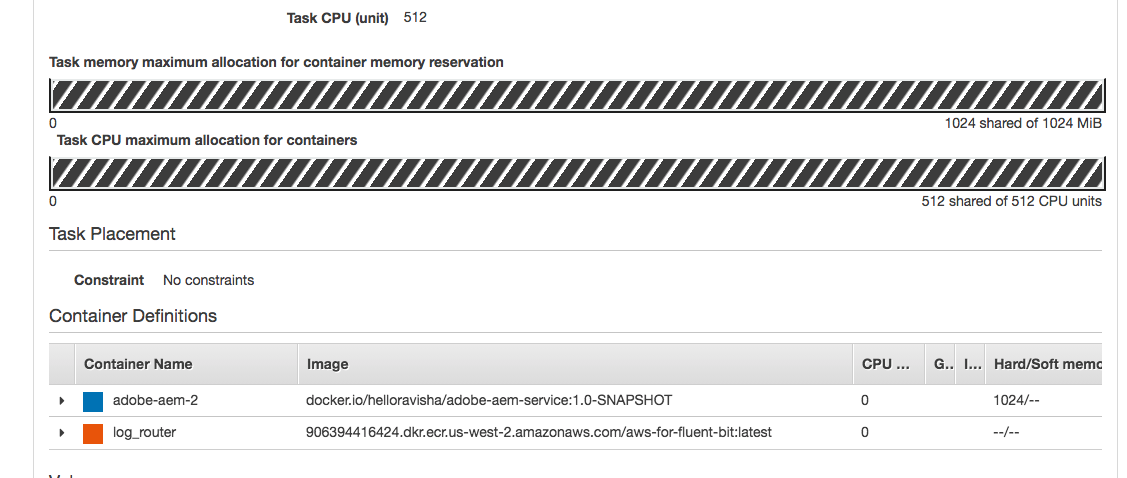 Task CPU (unit) 512
Task memory maximum allocation for container memory reservation
0 1024 shared of 1024 MiB
Task CPU maximum allocation for containers
0 512 shared of 512 CPU units
Task Placement
Constraint No constraints
Container Definitions
Container Name Image CPU ... G.. I... Hard/Soft memo
adobe-aem-2 docker.io/helloravisha/adobe-aem-service:1.0-SNAPSHOT 0 1024/--
log_router 906394416424.dkr.ecr.us-west-2.amazonaws.com/aws-for-fluent-bit:latest 0 --/--